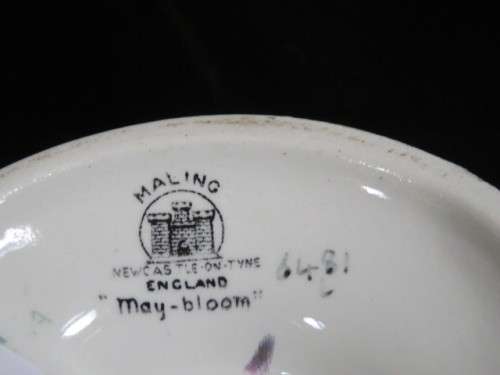 MALING
NEWCASTLE-ON-TYNE
ENGLAND
"May-bloom"
6481
L